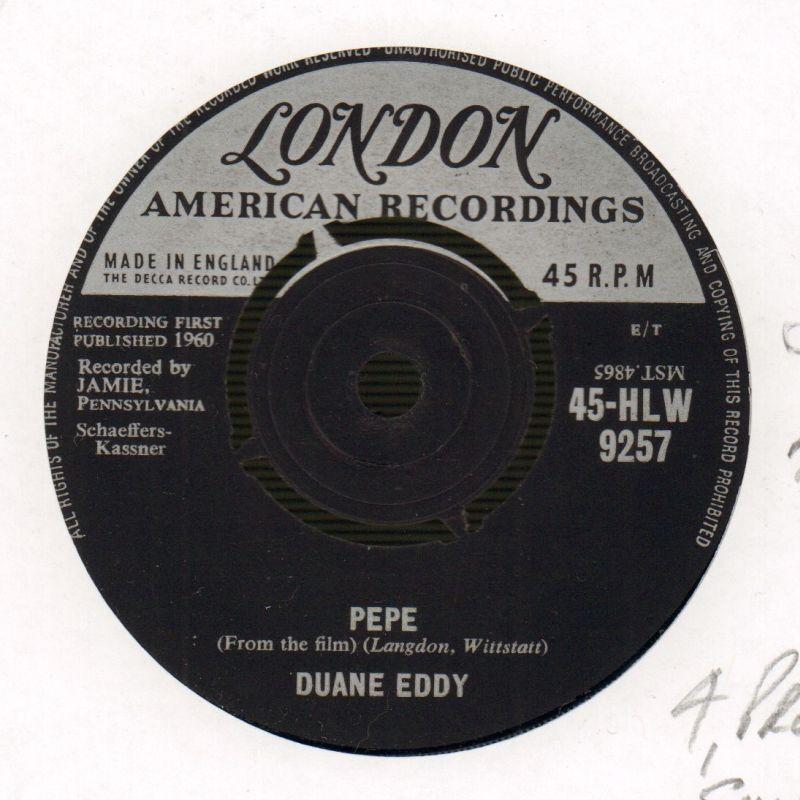 ALL RIGHTS OF THE MANUFACTURER AND OF THE OWNER OF THE RECORDED WORK RESERVED · UNAUTHORISED PUBLIC PERFORMANCE BROADCASTING AND COPYING OF THIS RECORD PROHIBITED
LONDON
AMERICAN RECORDINGS
MADE IN ENGLAND
THE DECCA RECORD CO.
45 R.P.M
RECORDING FIRST
PUBLISHED 1960
Recorded by
JAMIE,
PENNSYLVANIA
Schaeffers-
Kassner
E/T
MST.4865
45-HLW
9257
PEPE
(From the film) (Langdon, Wittstatt)
DUANE EDDY